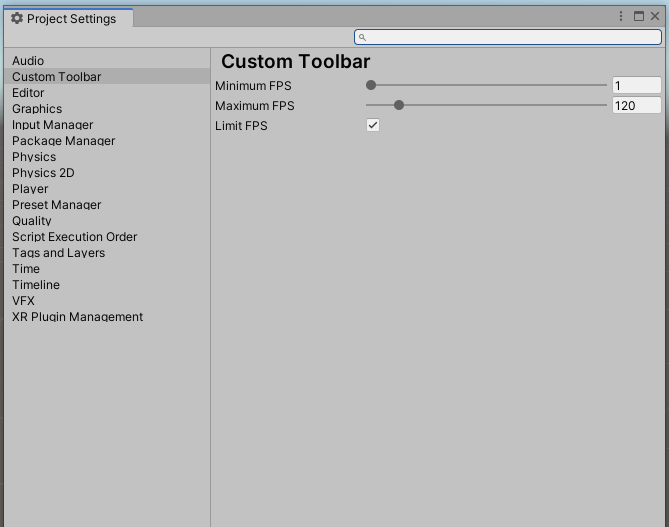 Project Settings
Audio
Custom Toolbar
Editor
Graphics
Input Manager
Package Manager
Physics
Physics 2D
Player
Preset Manager
Quality
Script Execution Order
Tags and Layers
Time
Timeline
VFX
XR Plugin Management
Custom Toolbar
Minimum FPS 1
Maximum FPS 120
Limit FPS